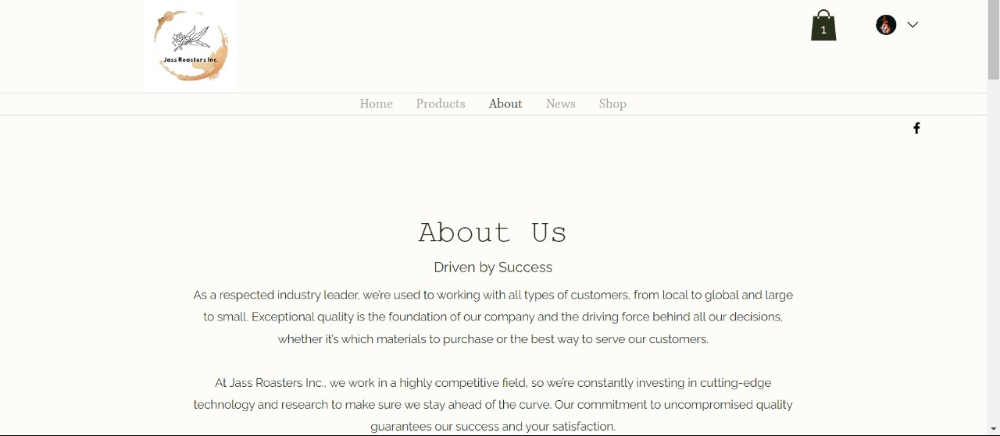 Jass Roasters Inc.
1
Home Products About News Shop
About Us
Driven by Success
As a respected industry leader, we're used to working with all types of customers, from local to global and large
to small. Exceptional quality is the foundation of our company and the driving force behind all our decisions,
whether it's which materials to purchase or the best way to serve our customers.
At Jass Roasters Inc., we work in a highly competitive field, so we're constantly investing in cutting-edge
technology and research to make sure we stay ahead of the curve. Our commitment to uncompromised quality
guarantees our success and your satisfaction.